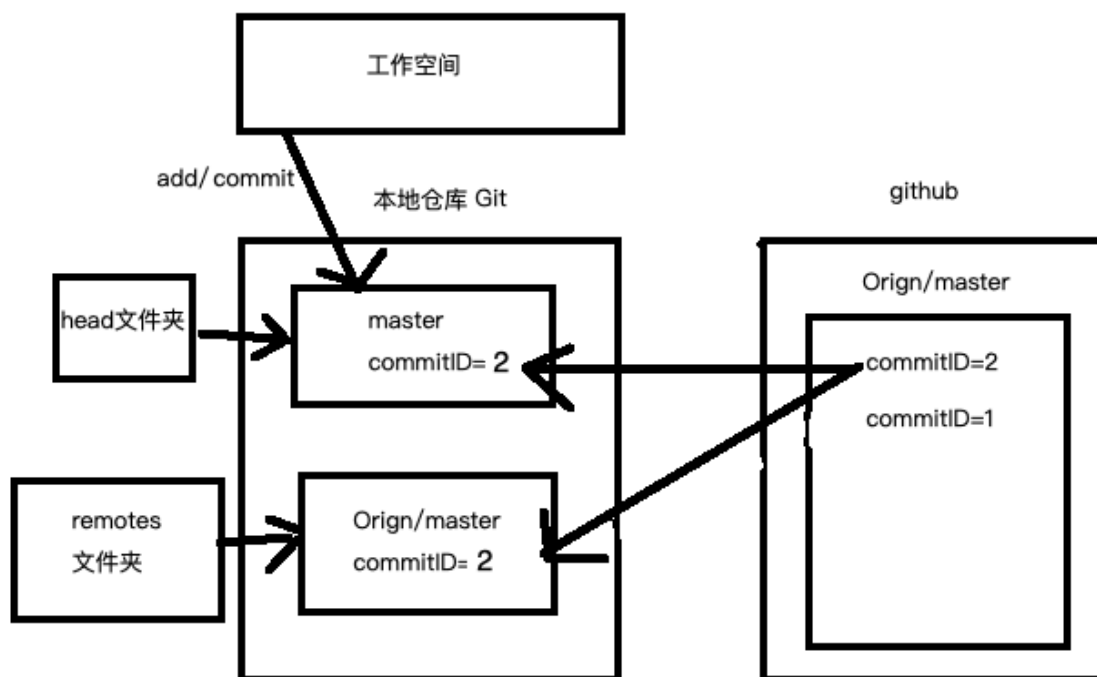 工作空间
add/ commit
本地仓库 Git
github
head文件夹
master
commitID= 2
Orign/master
commitID=2
commitID=1
remotes
文件夹
Orign/master
commitID= 2